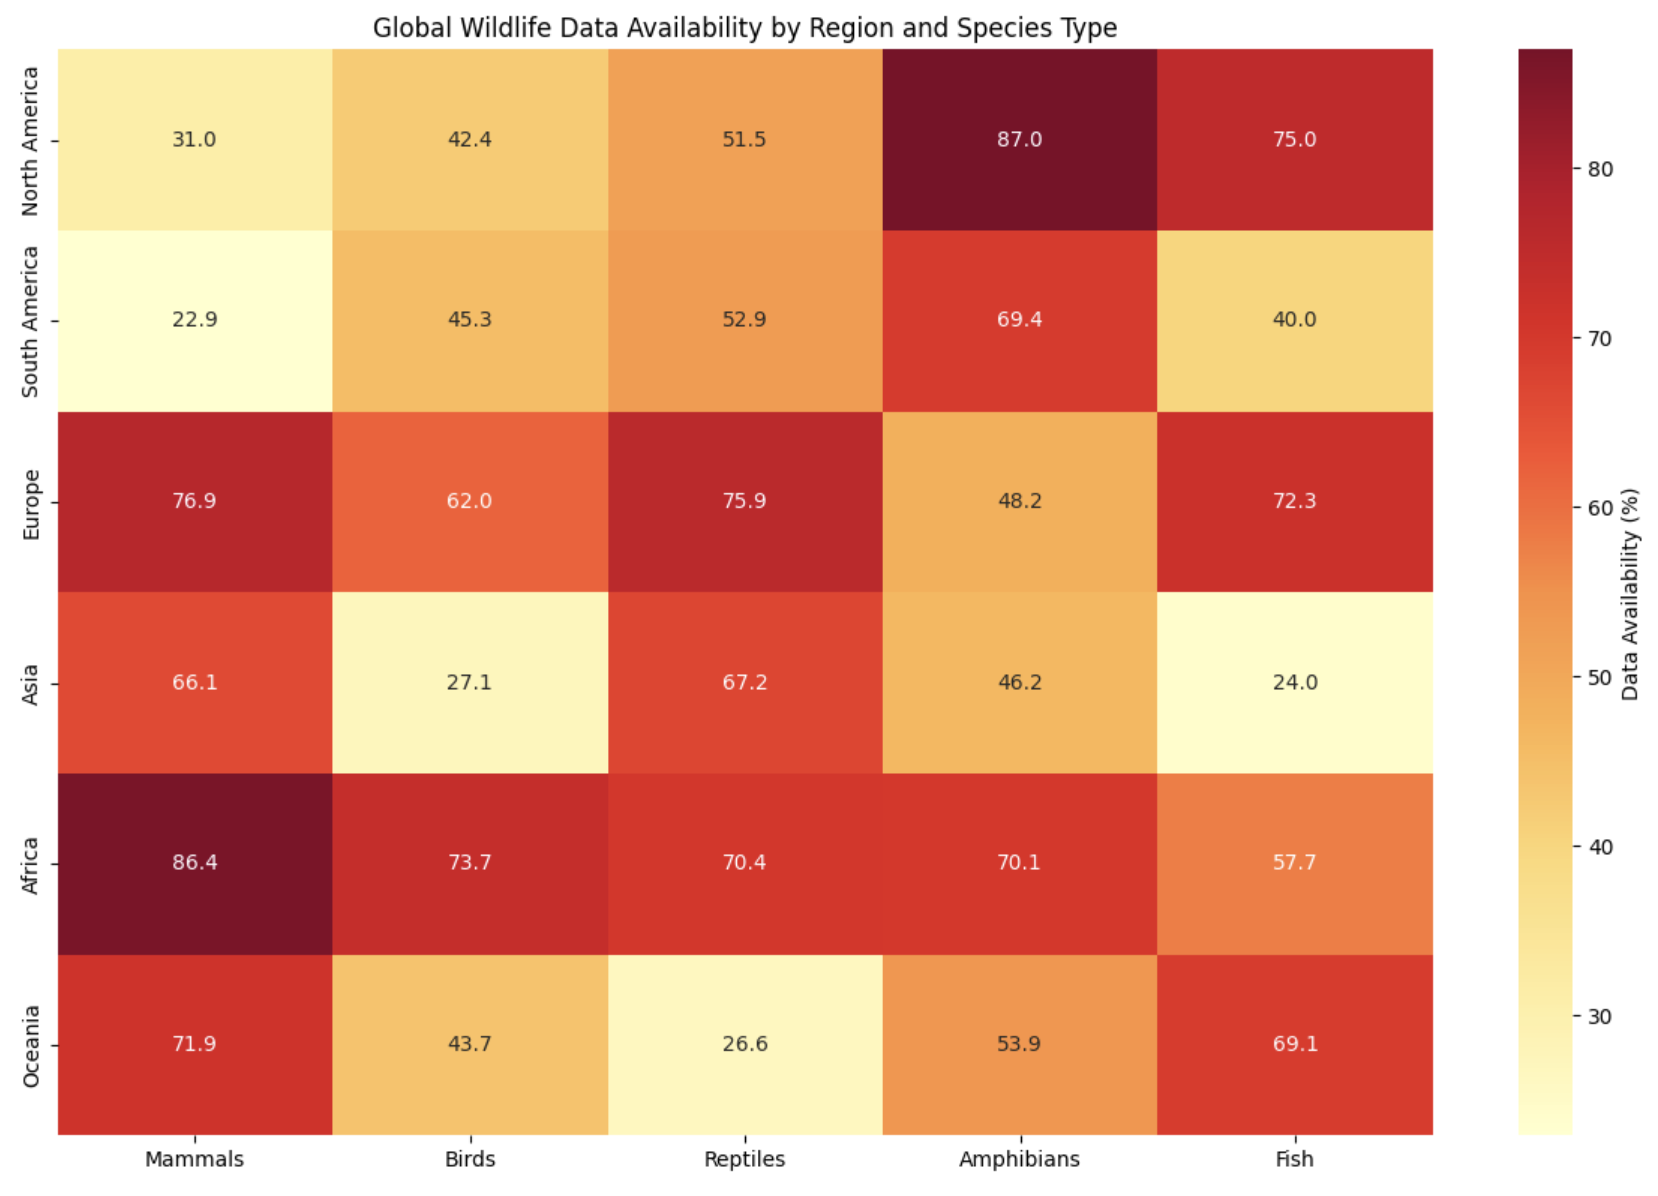 Global Wildlife Data Availability by Region and Species Type
North America
31.0 42.4 51.5 87.0 75.0
South America
22.9 45.3 52.9 69.4 40.0
Europe
76.9 62.0 75.9 48.2 72.3
Asia
66.1 27.1 67.2 46.2 24.0
Africa
86.4 73.7 70.4 70.1 57.7
Oceania
71.9 43.7 26.6 53.9 69.1
Mammals Birds Reptiles Amphibians Fish
80
70
60
50
40
30
Data Availability (%)